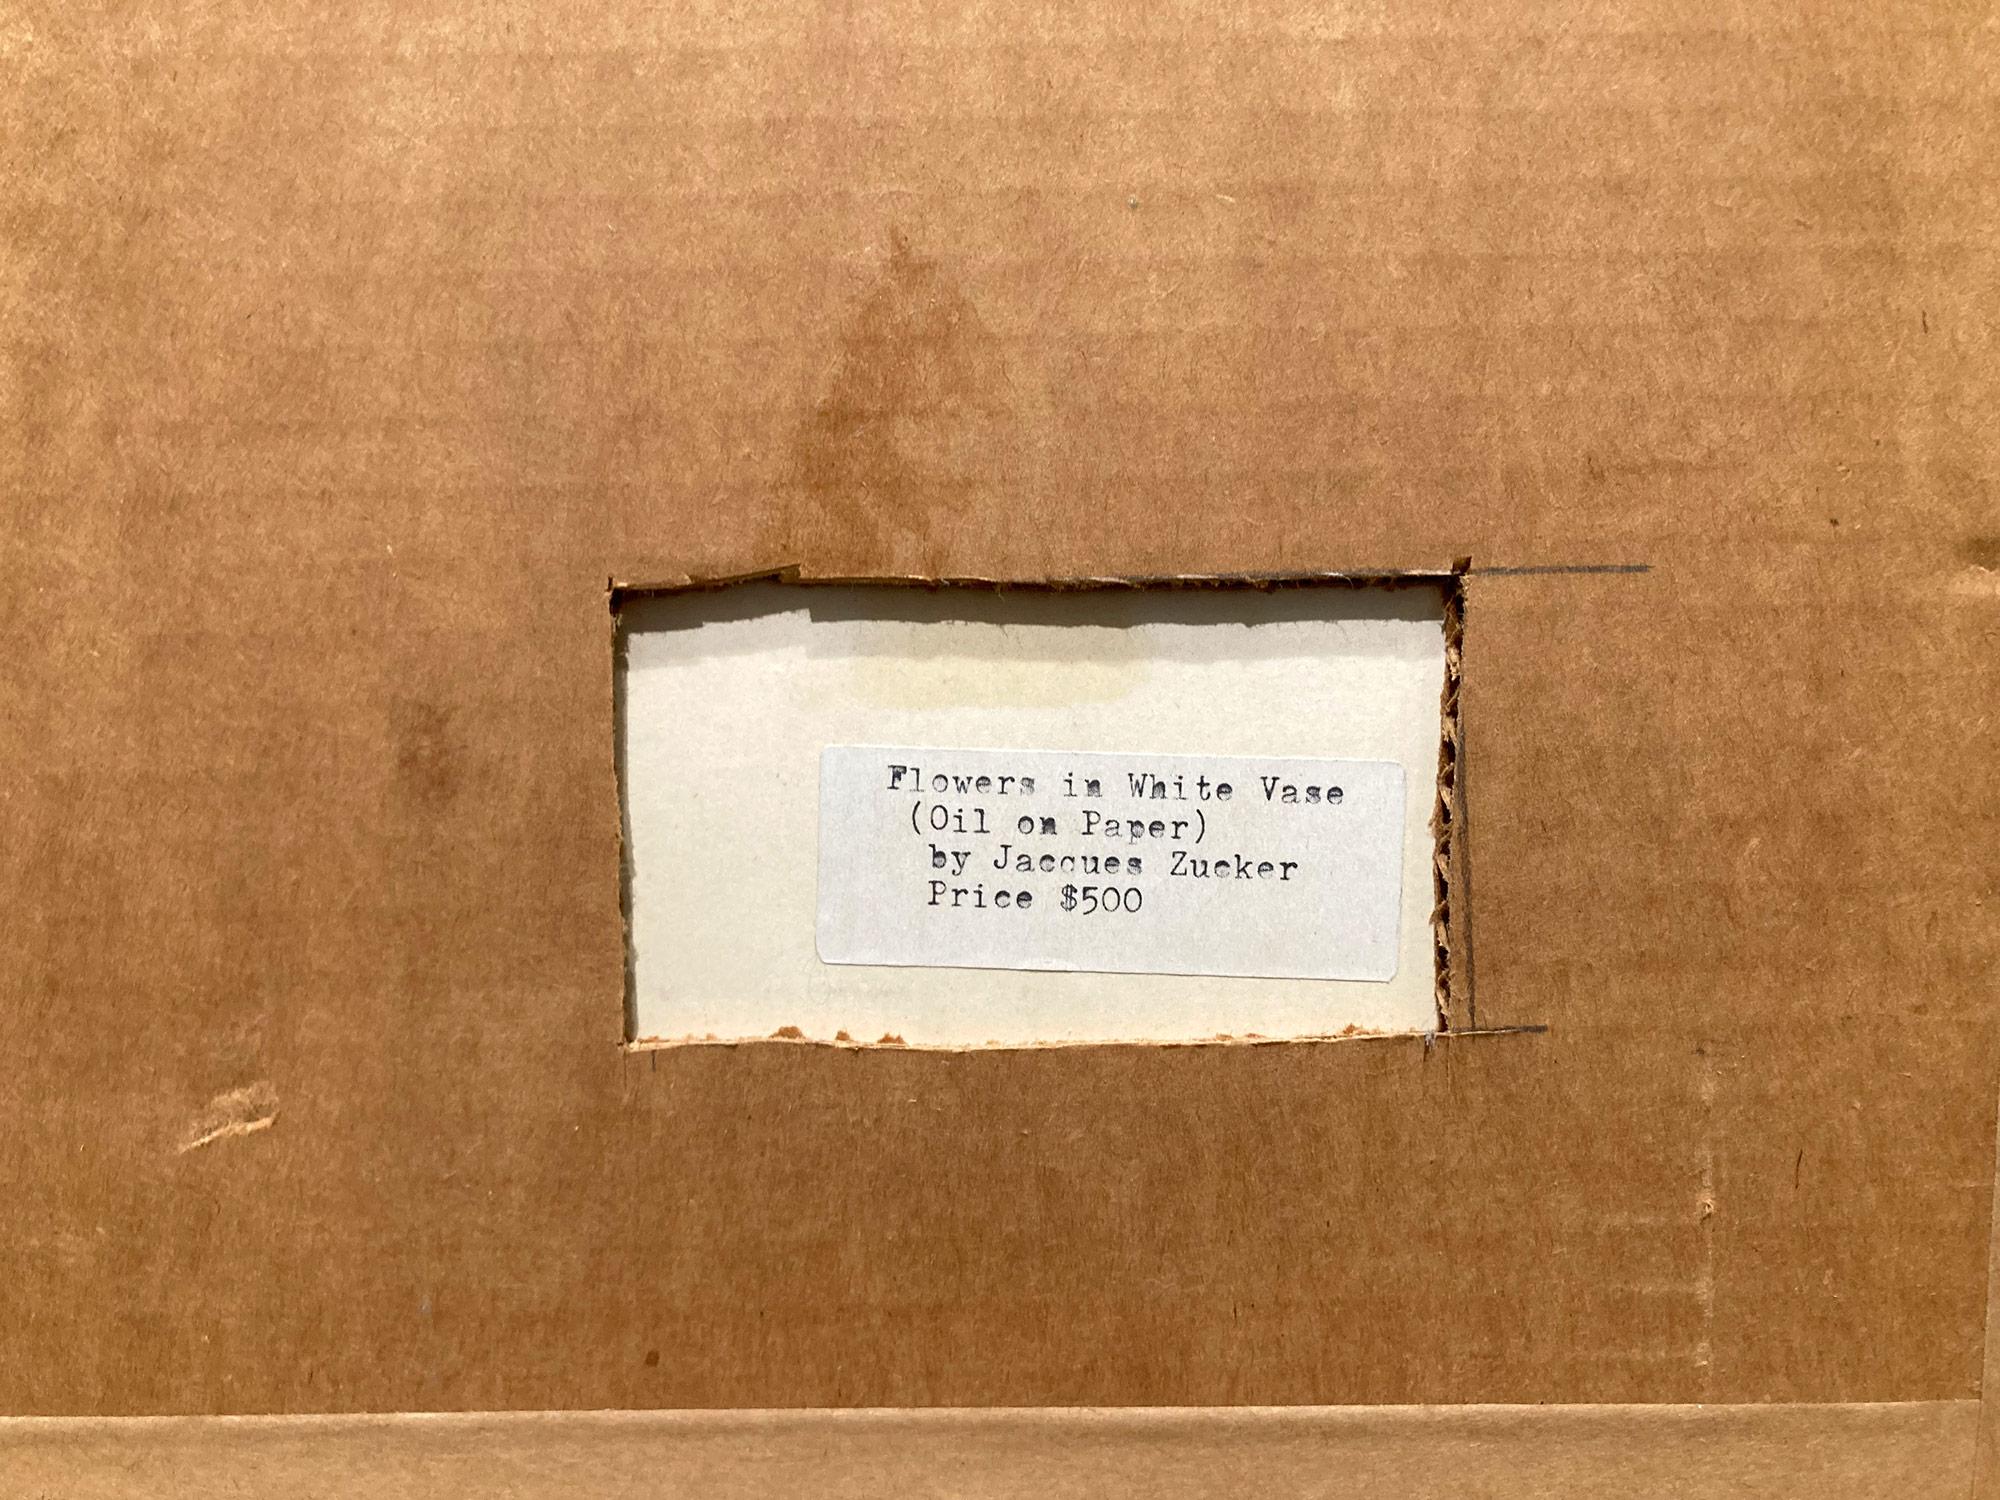 Flowers in White Vase
(Oil on Paper)
by Jacques Zucker
Price $500